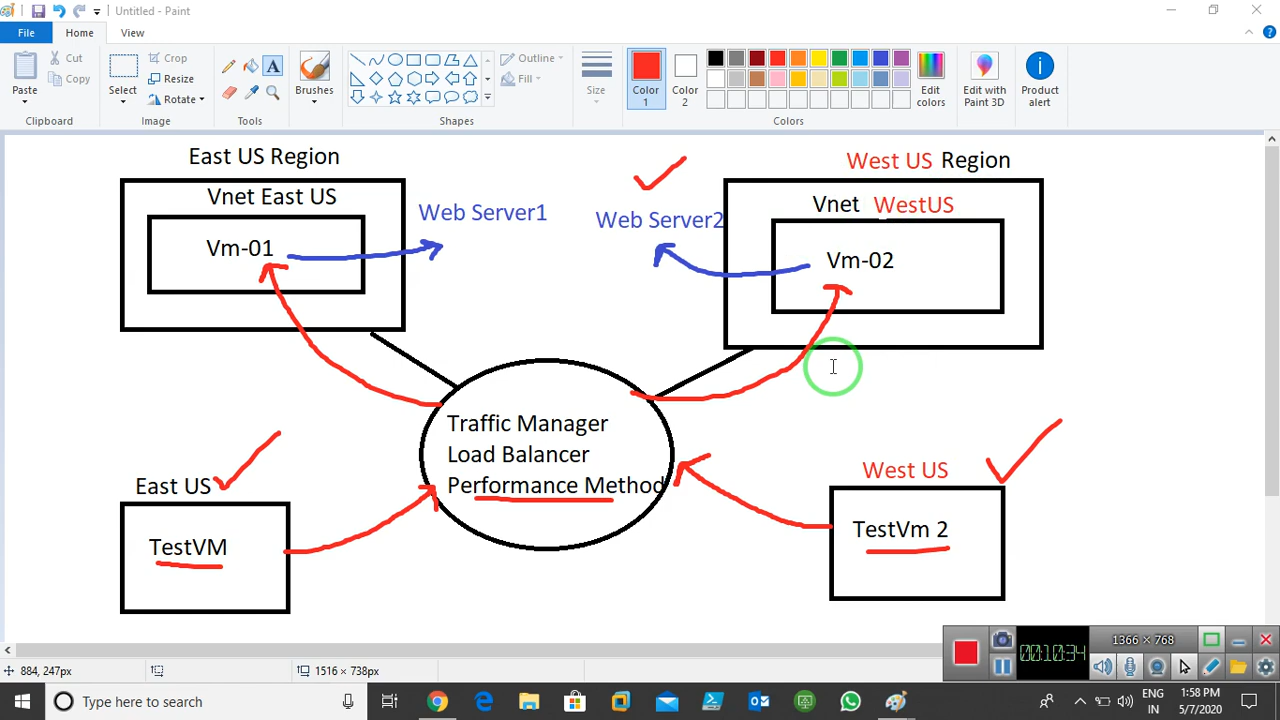 Untitled - Paint
File
Home
View
Paste
Cut
Copy
Clipboard
Select
Crop
Resize
Rotate
Image
Tools
Brushes
Shapes
Outline
Fill
Size
Color 1
Color 2
Edit colors
Edit with Paint 3D
Product alert
Colors
East US Region
Vnet East US
Vm-01
Web Server1
Web Server2
West US Region
Vnet WestUS
Vm-02
Traffic Manager
Load Balancer
Performance Method
East US
TestVM
West US
TestVm 2
1366 × 768
00:10:34
884, 247px
1516 × 738px
Type here to search
ENG
IN
1:58 PM
5/7/2020